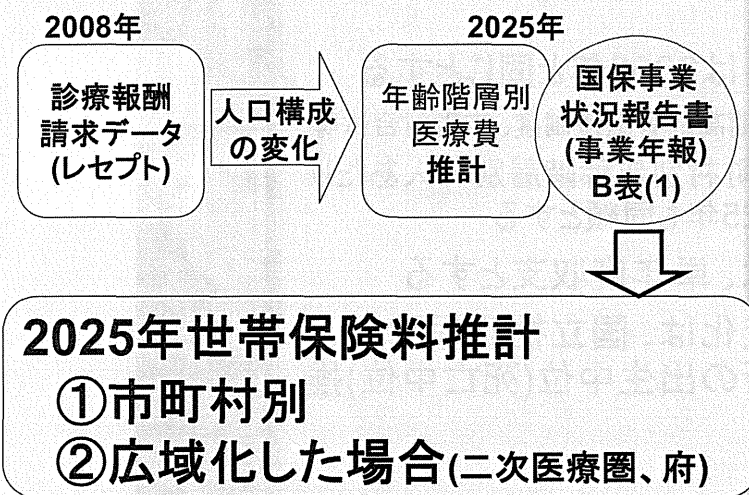 2008年
2025年
診療報酬
請求データ
(レセプト)
人口構成
の変化
年齢階層別
医療費
推計
国保事業
状況報告書
(事業年報)
B表(1)
2025年世帯保険料推計
①市町村別
②広域化した場合(二次医療圏、府)